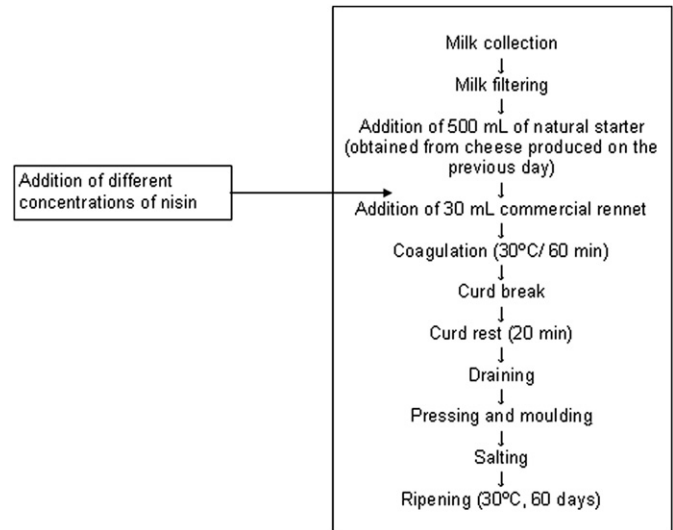 Milk collection
↓
Milk filtering
↓
Addition of 500 mL of natural starter
(obtained from cheese produced on the
previous day)
↓
Addition of different
concentrations of nisin
Addition of 30 mL commercial rennet
↓
Coagulation (30ºC/ 60 min)
↓
Curd break
↓
Curd rest (20 min)
↓
Draining
↓
Pressing and moulding
↓
Salting
↓
Ripening (30ºC, 60 days)